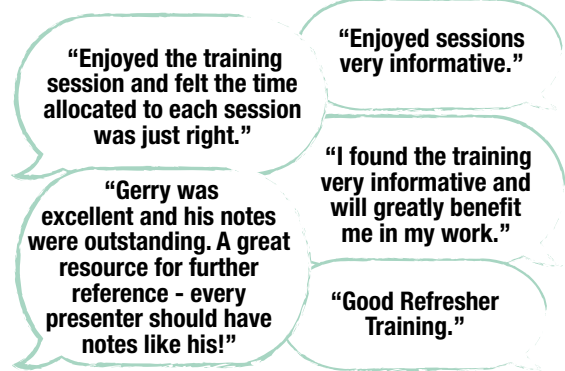 “Enjoyed the training
session and felt the time
allocated to each session
was just right.”
“Enjoyed sessions
very informative.”
“Gerry was
excellent and his notes
were outstanding. A great
resource for further
reference - every
presenter should have
notes like his!”
“I found the training
very informative and
will greatly benefit
me in my work.”
“Good Refresher
Training.”